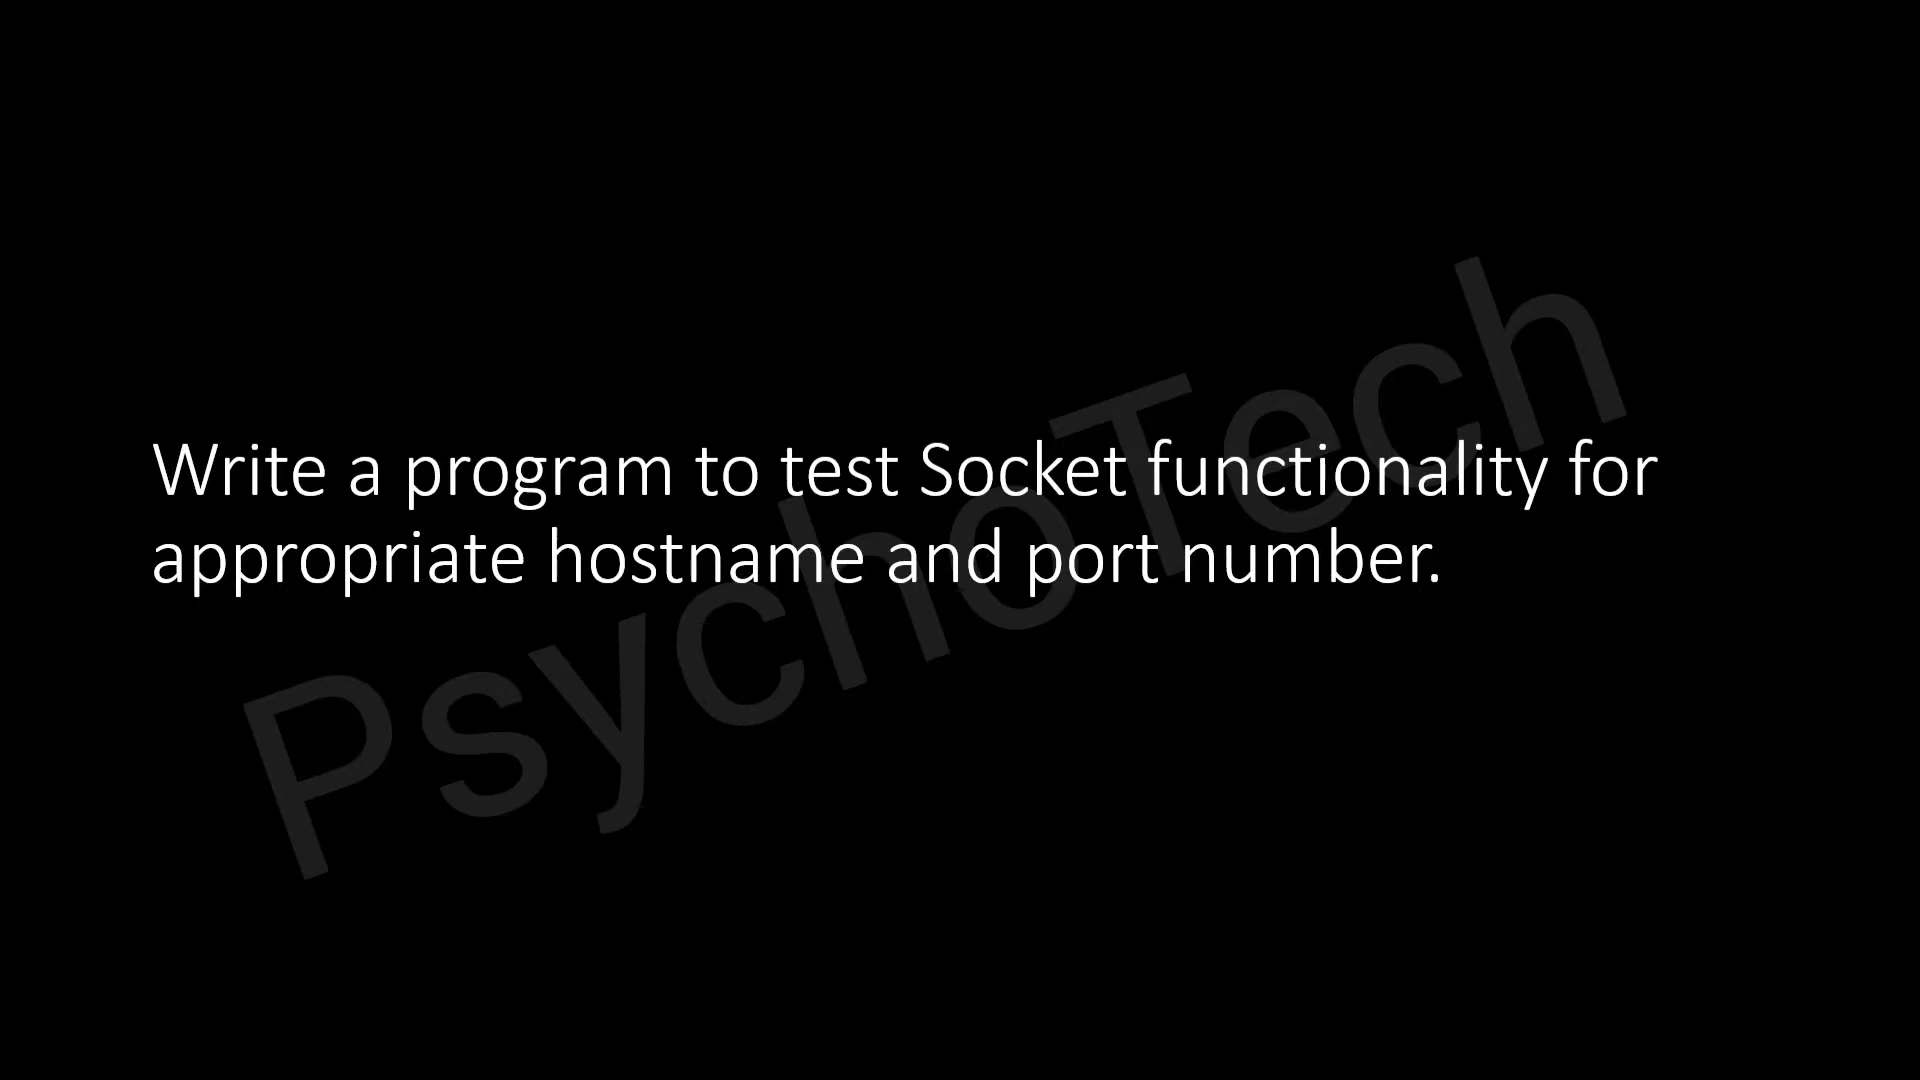 Write a program to test Socket functionality for
appropriate hostname and port number.
PsychoTech